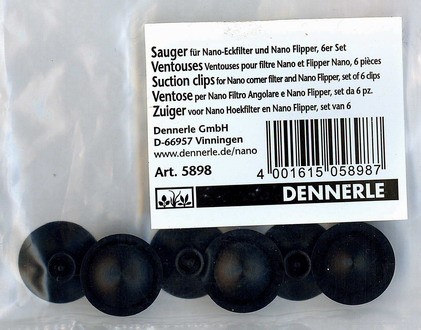 Sauger für Nano-Eckfilter und Nano Flipper, 6er Set
Ventouses Ventouses pour filtre Nano et Flipper Nano, 6 pièces
Suction clips for Nano corner filter and Nano Flipper, set of 6 clips
Ventose per Nano Filtro Angolare e Nano Flipper, set da 6 pz.
Zuiger voor Nano Hoekfilter en Nano Flipper, set van 6
Dennerle GmbH
D-66957 Vinningen
www.dennerle.de/nano
Art. 5898
4 001615 058987
DENNERLE